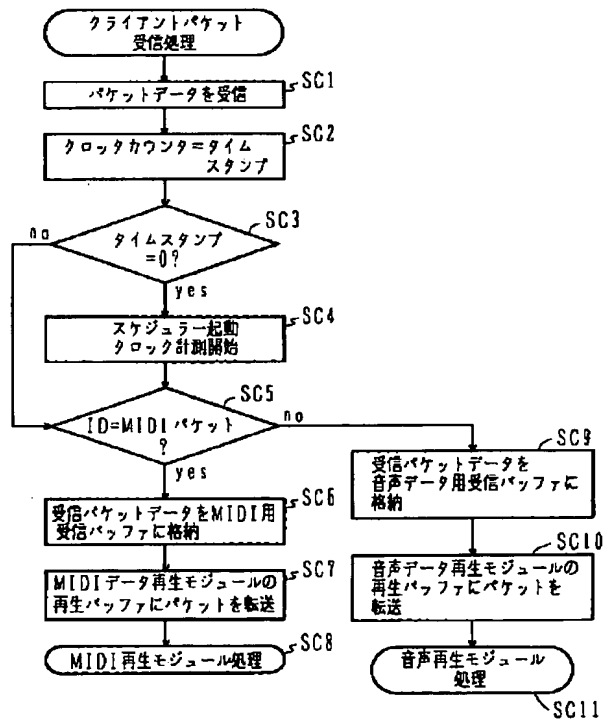 クライアントパケット
受信処理
SC1
パケットデータを受信
SC2
クロックカウンタ=タイム
スタンプ
SC3
no
タイムスタンプ
=0?
yes
SC4
スケジュラー起動
クロック計測開始
SC5
ID=MIDIパケット
?
no
yes
SC6
受信パケットデータをMIDI用
受信バッファに格納
SC7
MIDIデータ再生モジュールの
再生バッファにパケットを転送
MIDI再生モジュール処理
SC8
SC9
受信パケットデータを
音声データ用受信バッファに
格納
SC10
音声データ再生モジュールの
再生バッファにパケットを
転送
音声再生モジュール
処理
SC11